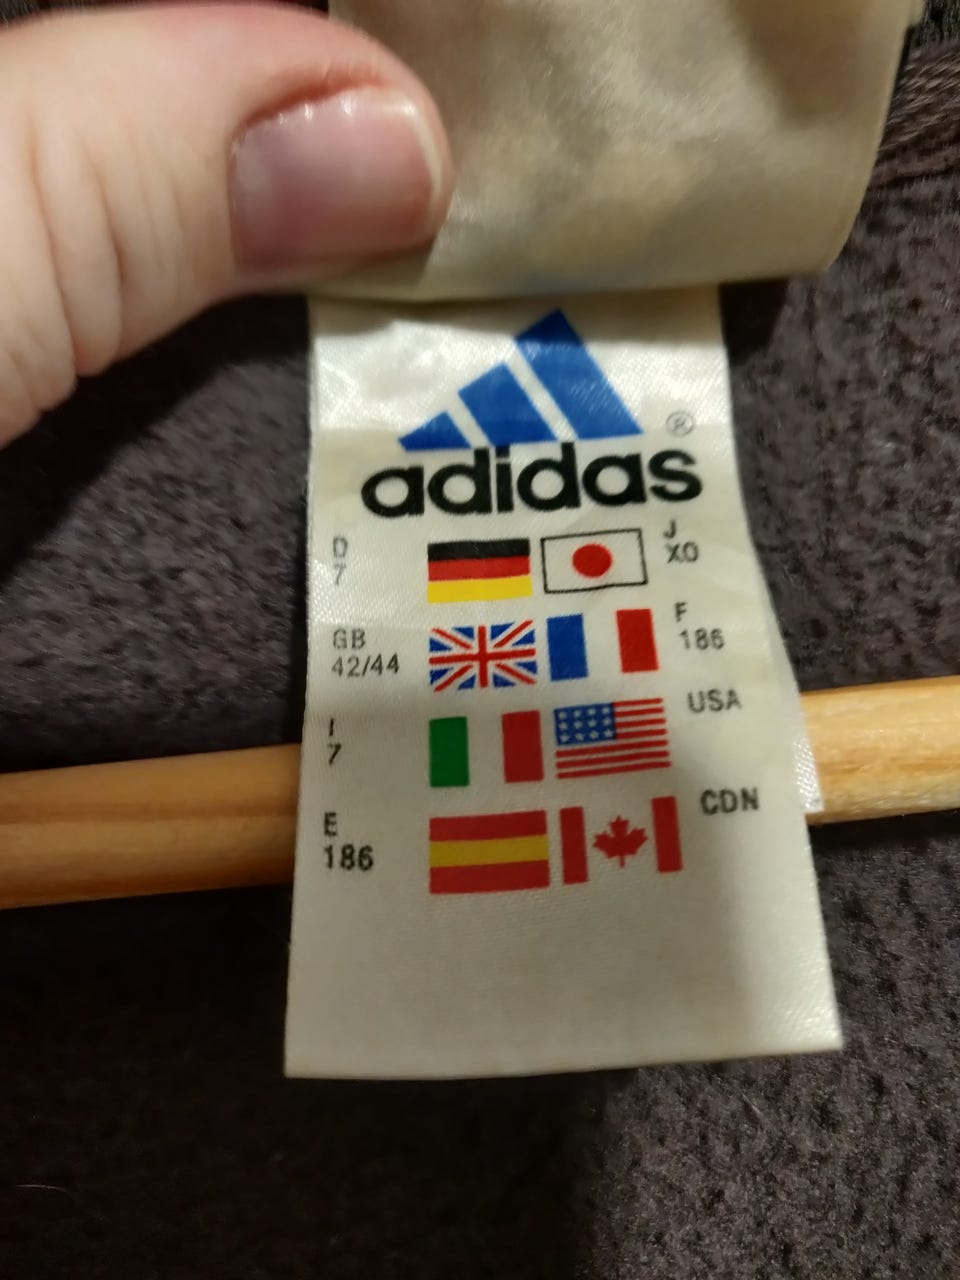 adidas ®
D
7
J
XO
GB
42/44
F
186
I
7
USA
E
186
CDN